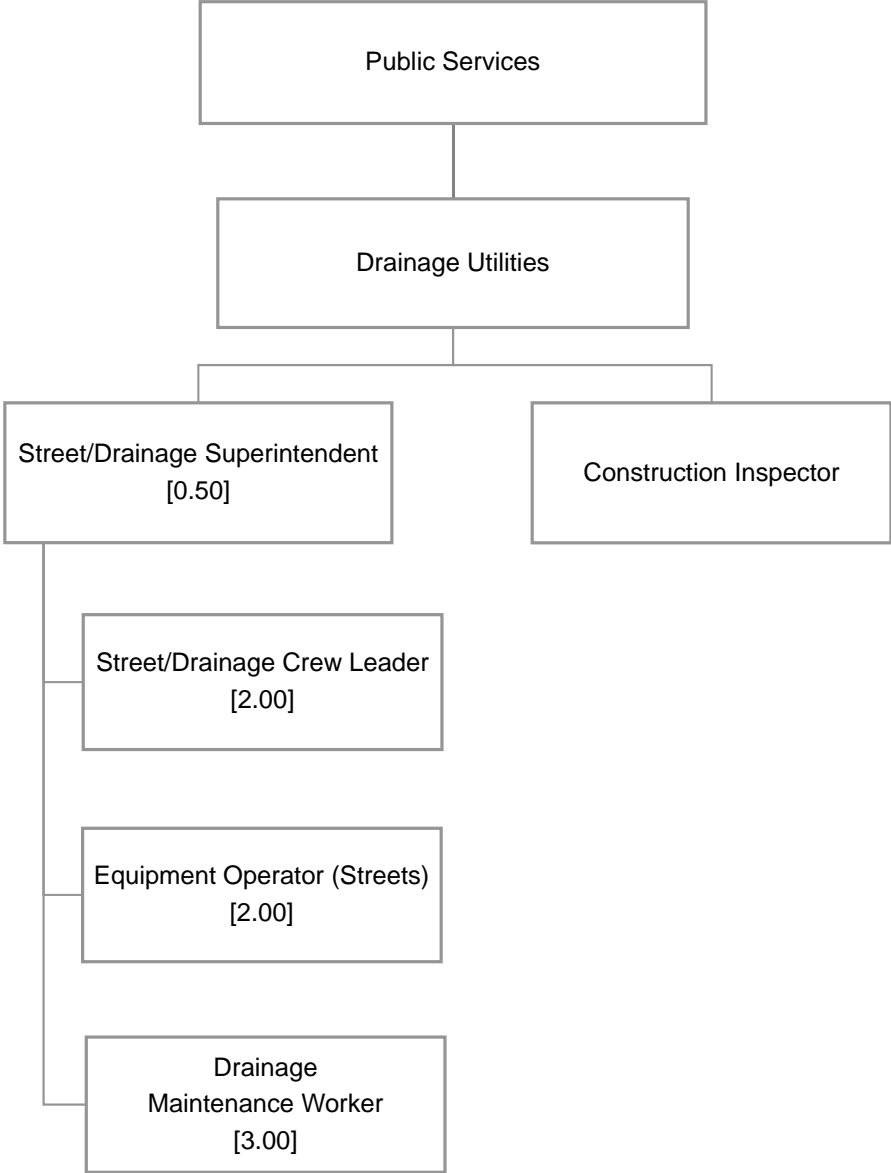 Public Services
Drainage Utilities
Street/Drainage Superintendent
[0.50]
Construction Inspector
Street/Drainage Crew Leader
[2.00]
Equipment Operator (Streets)
[2.00]
Drainage
Maintenance Worker
[3.00]